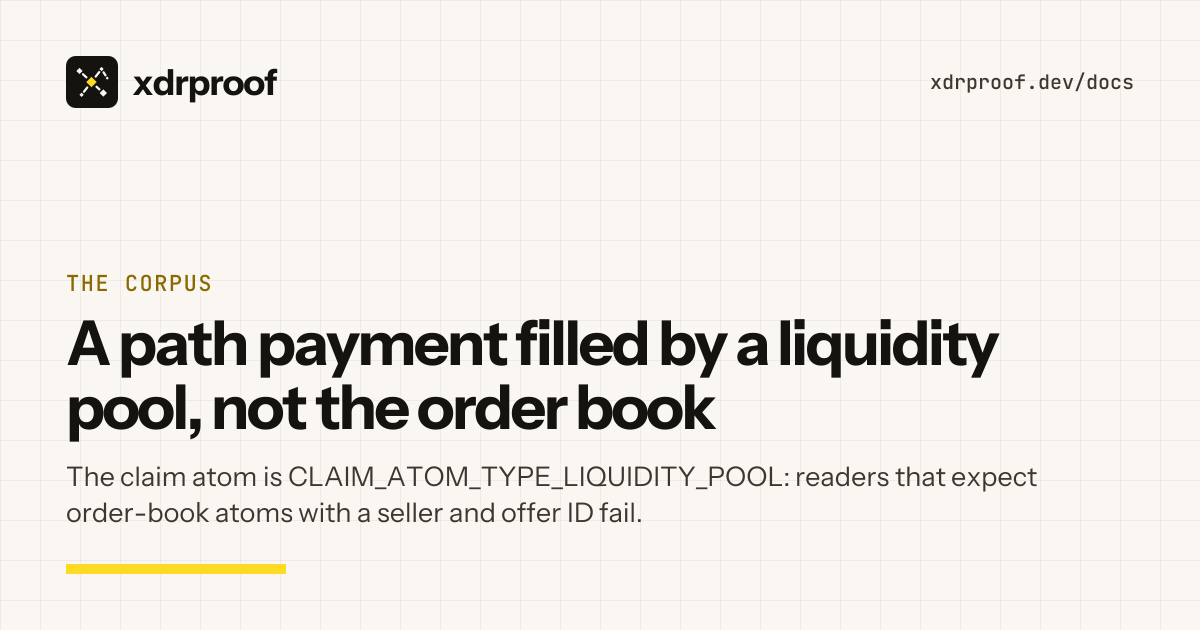 xdrproof
xdrproof.dev/docs
THE CORPUS
A path payment filled by a liquidity
pool, not the order book
The claim atom is CLAIM_ATOM_TYPE_LIQUIDITY_POOL: readers that expect
order-book atoms with a seller and offer ID fail.